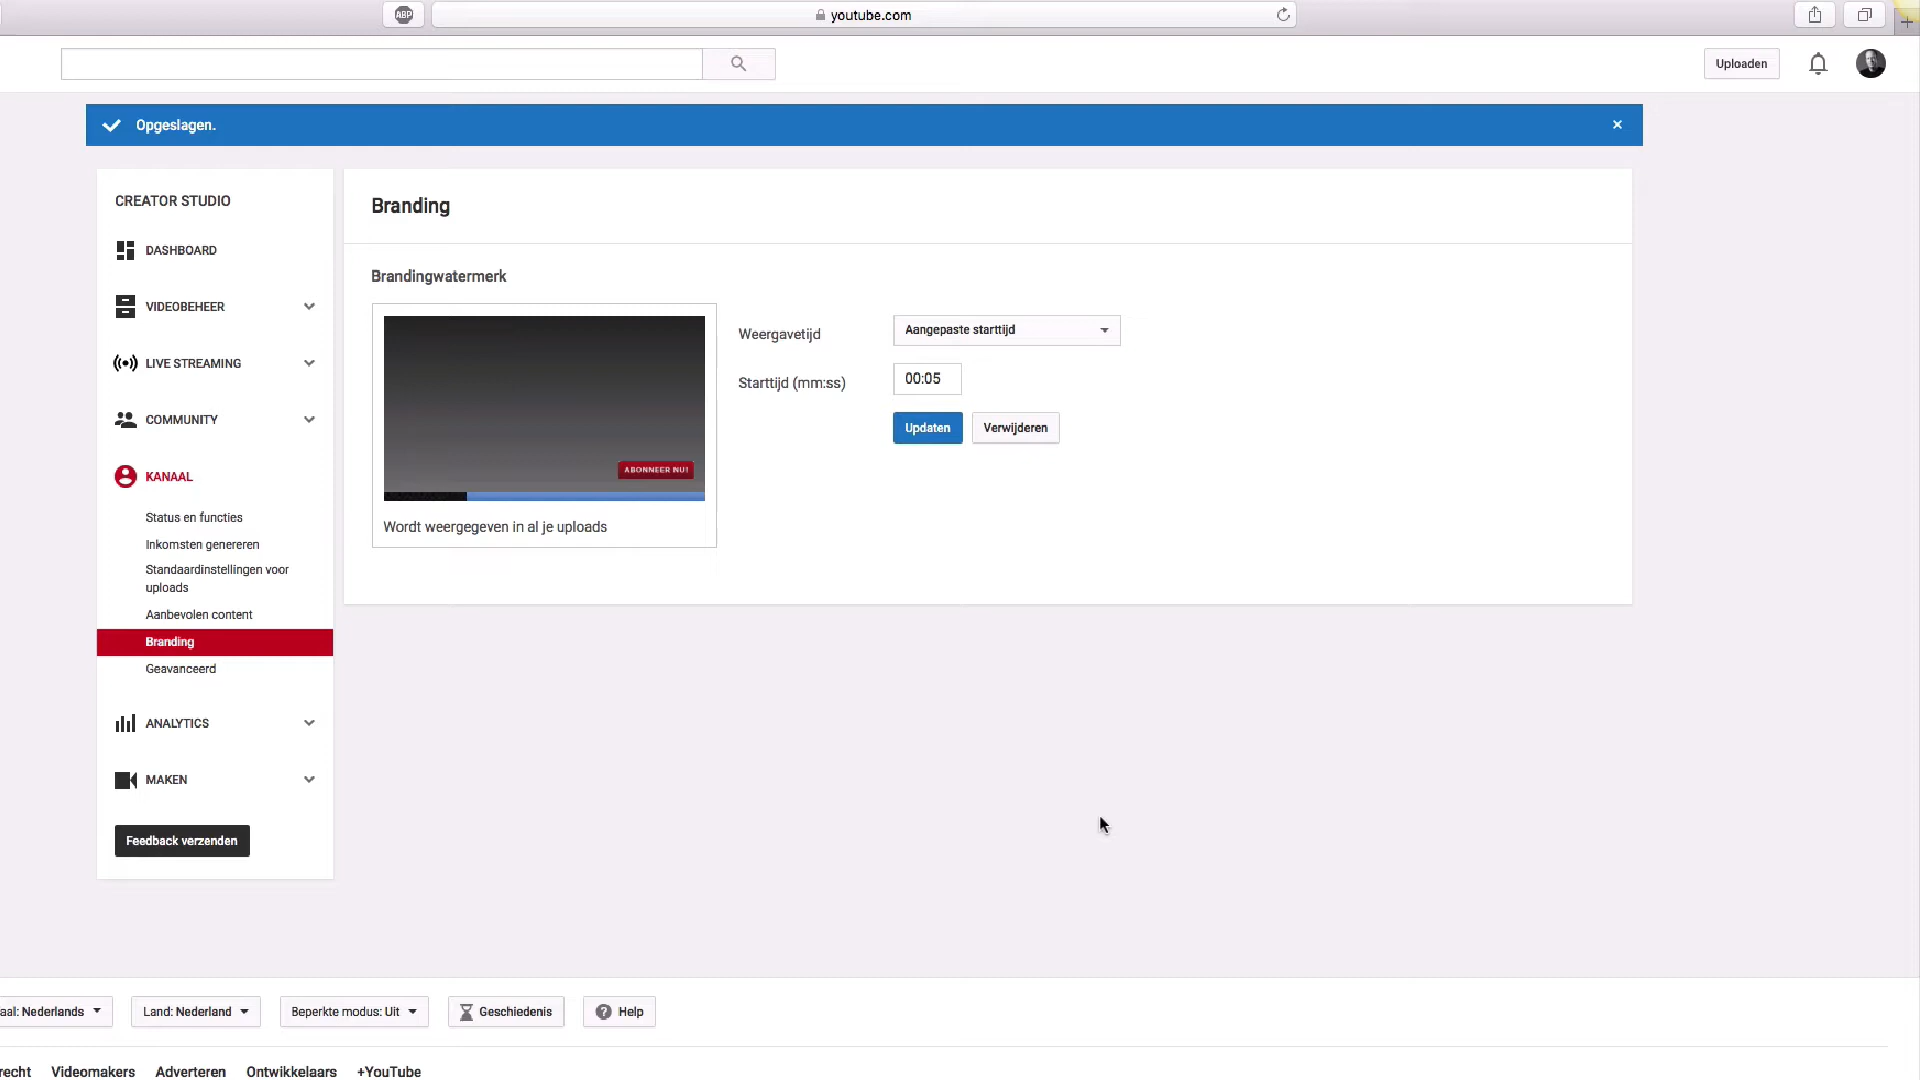 ABP
youtube.com
Uploaden
Opgeslagen.
CREATOR STUDIO
DASHBOARD
VIDEOBEHEER
LIVE STREAMING
COMMUNITY
KANAAL
Status en functies
Inkomsten genereren
Standaardinstellingen voor
uploads
Aanbevolen content
Branding
Geavanceerd
ANALYTICS
MAKEN
Feedback verzenden
Branding
Brandingwatermerk
ABONNEER NU!
Wordt weergegeven in al je uploads
Weergavetijd
Aangepaste starttijd
Starttijd (mm:ss)
00:05
Updaten
Verwijderen
aal: Nederlands
Land: Nederland
Beperkte modus: Uit
Geschiedenis
Help
recht
Videomakers
Adverteren
Ontwikkelaars
+YouTube